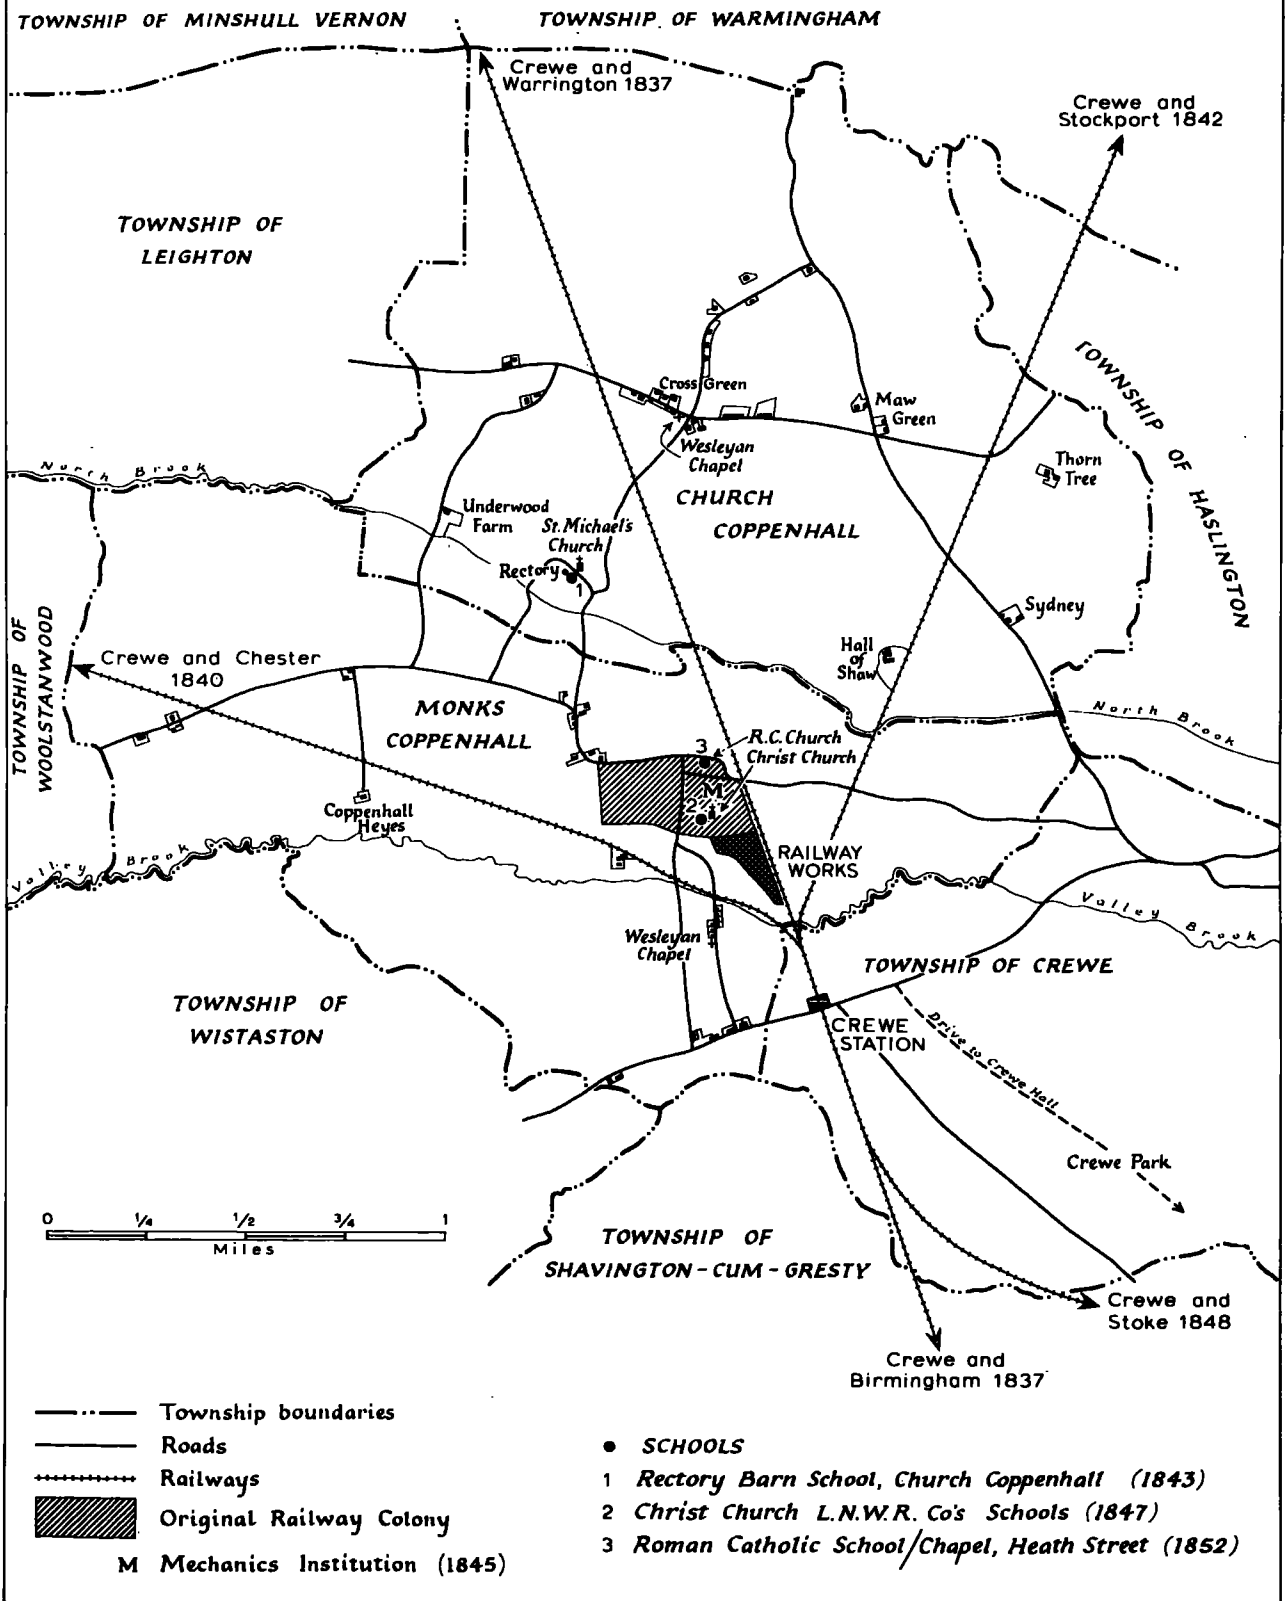 TOWNSHIP OF MINSHULL VERNON
TOWNSHIP OF WARMINGHAM
Crewe and
Warrington 1837
Crewe and
Stockport 1842
TOWNSHIP OF
LEIGHTON
TOWNSHIP OF HASLINGTON
Cross Green
Maw
Green
Wesleyan
Chapel
Thorn
Tree
North Brook
CHURCH
COPPENHALL
Underwood
Farm
St. Michael's
Church
Rectory
1
Sydney
TOWNSHIP OF
WOOLSTANWOOD
Crewe and Chester
1840
Hall
of
Shaw
MONKS
COPPENHALL
North Brook
3
R.C. Church
Christ Church
M
2
Coppenhall
Heyes
RAILWAY
WORKS
Valley Brook
Valley Brook
Wesleyan
Chapel
TOWNSHIP OF CREWE
TOWNSHIP OF
WISTASTON
CREWE
STATION
Drive to Crewe Hall
Crewe Park
0 1/4 1/2 3/4 1
Miles
TOWNSHIP OF
SHAVINGTON-CUM-GRESTY
Crewe and
Stoke 1848
Crewe and
Birmingham 1837
Township boundaries
Roads
Railways
Original Railway Colony
M Mechanics Institution (1845)
SCHOOLS
1 Rectory Barn School, Church Coppenhall (1843)
2 Christ Church L.N.W.R. Co's Schools (1847)
3 Roman Catholic School/Chapel, Heath Street (1852)